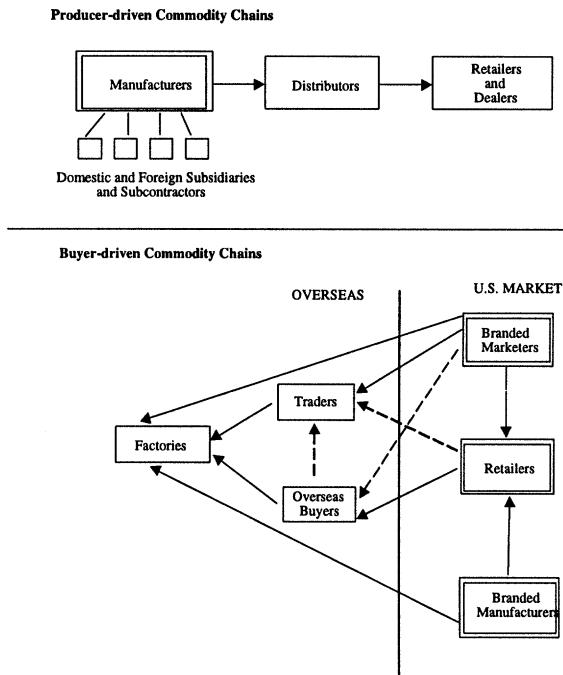 Producer-driven Commodity Chains
Manufacturers
Distributors
Retailers
and
Dealers
Domestic and Foreign Subsidiaries
and Subcontractors
Buyer-driven Commodity Chains
OVERSEAS
U.S. MARKET
Branded
Marketers
Traders
Factories
Retailers
Overseas
Buyers
Branded
Manufacturers